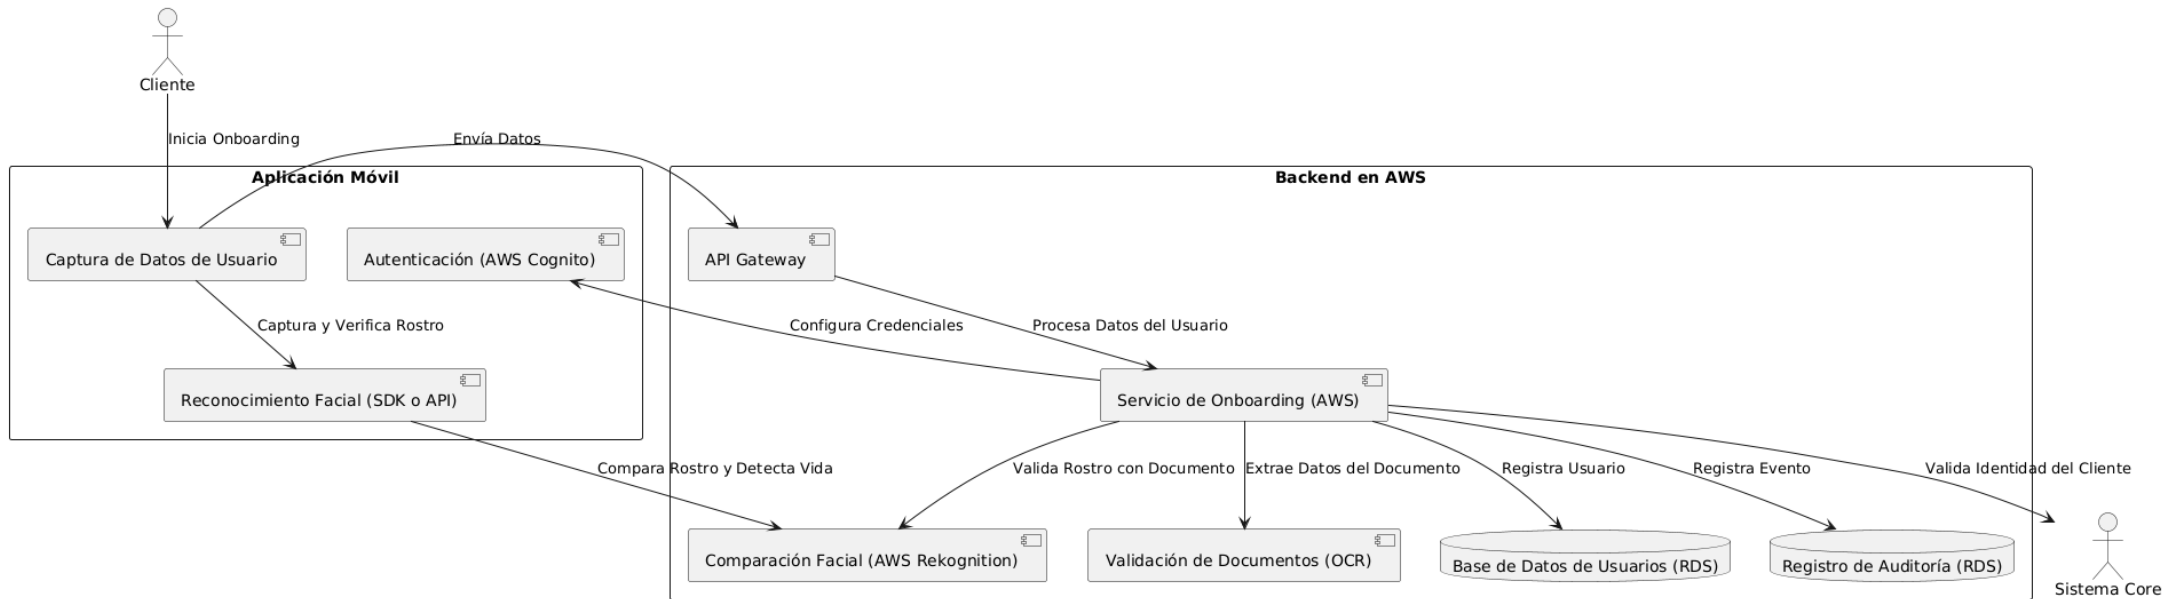 Cliente
Inicia Onboarding
Envía Datos
Aplicación Móvil
Backend en AWS
Captura de Datos de Usuario
Autenticación (AWS Cognito)
API Gateway
Captura y Verifica Rostro
Configura Credenciales
Procesa Datos del Usuario
Reconocimiento Facial (SDK o API)
Servicio de Onboarding (AWS)
Compara Rostro y Detecta Vida
Valida Rostro con Documento
Extrae Datos del Documento
Registra Usuario
Registra Evento
Valida Identidad del Cliente
Comparación Facial (AWS Rekognition)
Validación de Documentos (OCR)
Base de Datos de Usuarios (RDS)
Registro de Auditoría (RDS)
Sistema Core